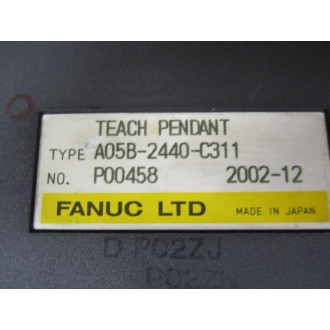 TEACH PENDANT
TYPE A05B-2440-C311
NO. P00458 2002-12
FANUC LTD MADE IN JAPAN
D P02ZJ